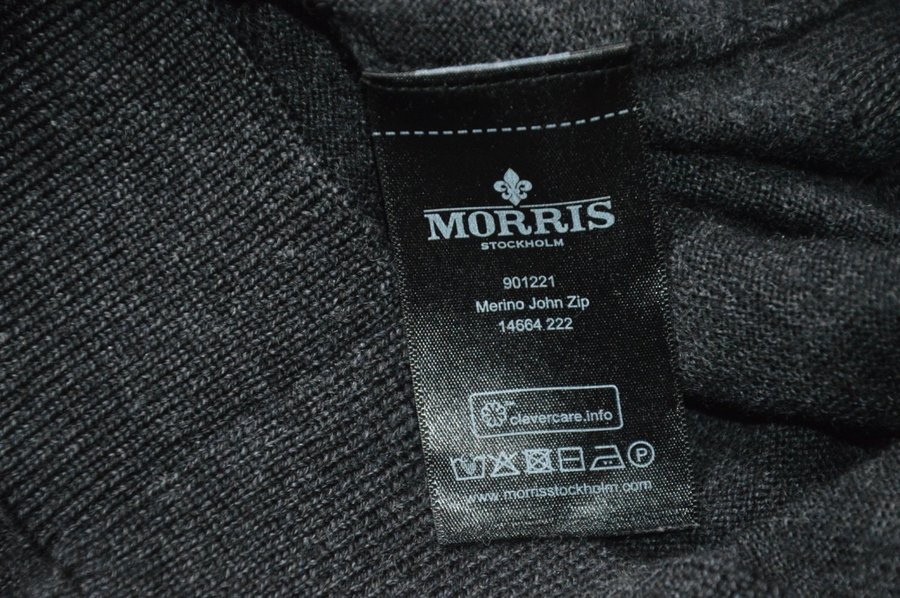 MORRIS
STOCKHOLM
901221
Merino John Zip
14664 222
clevercare.info
P
www.morrisstockholm.com